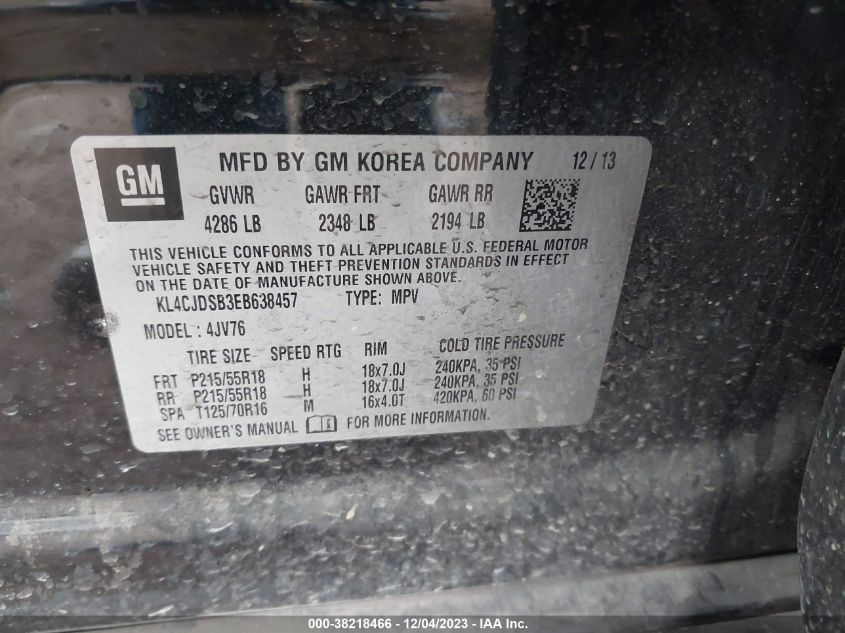 GM MFD BY GM KOREA COMPANY 12/13
GVWR GAWR FRT GAWR RR
4286 LB 2348 LB 2194 LB
THIS VEHICLE CONFORMS TO ALL APPLICABLE U.S. FEDERAL MOTOR
VEHICLE SAFETY AND THEFT PREVENTION STANDARDS IN EFFECT
ON THE DATE OF MANUFACTURE SHOWN ABOVE.
KL4CJDSB3EB638457 TYPE: MPV
MODEL : 4JV76
TIRE SIZE SPEED RTG RIM COLD TIRE PRESSURE
FRT P215/55R18 H 18x7.0J 240KPA, 35 PSI
RR P215/55R18 H 18x7.0J 240KPA, 35 PSI
SPA T125/70R16 M 16x4.0T 420KPA, 60 PSI
SEE OWNER'S MANUAL FOR MORE INFORMATION.
000-38218466 - 12/04/2023 - IAA Inc.